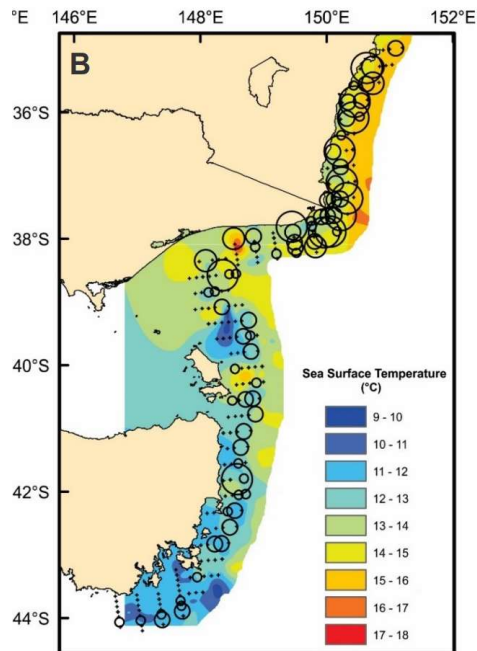 °E 146°E 148°E 150°E 152°E
B
36°S
38°S
40°S
42°S
44°S
Sea Surface Temperature
(°C)
9 - 10
10 - 11
11 - 12
12 - 13
13 - 14
14 - 15
15 - 16
16 - 17
17 - 18